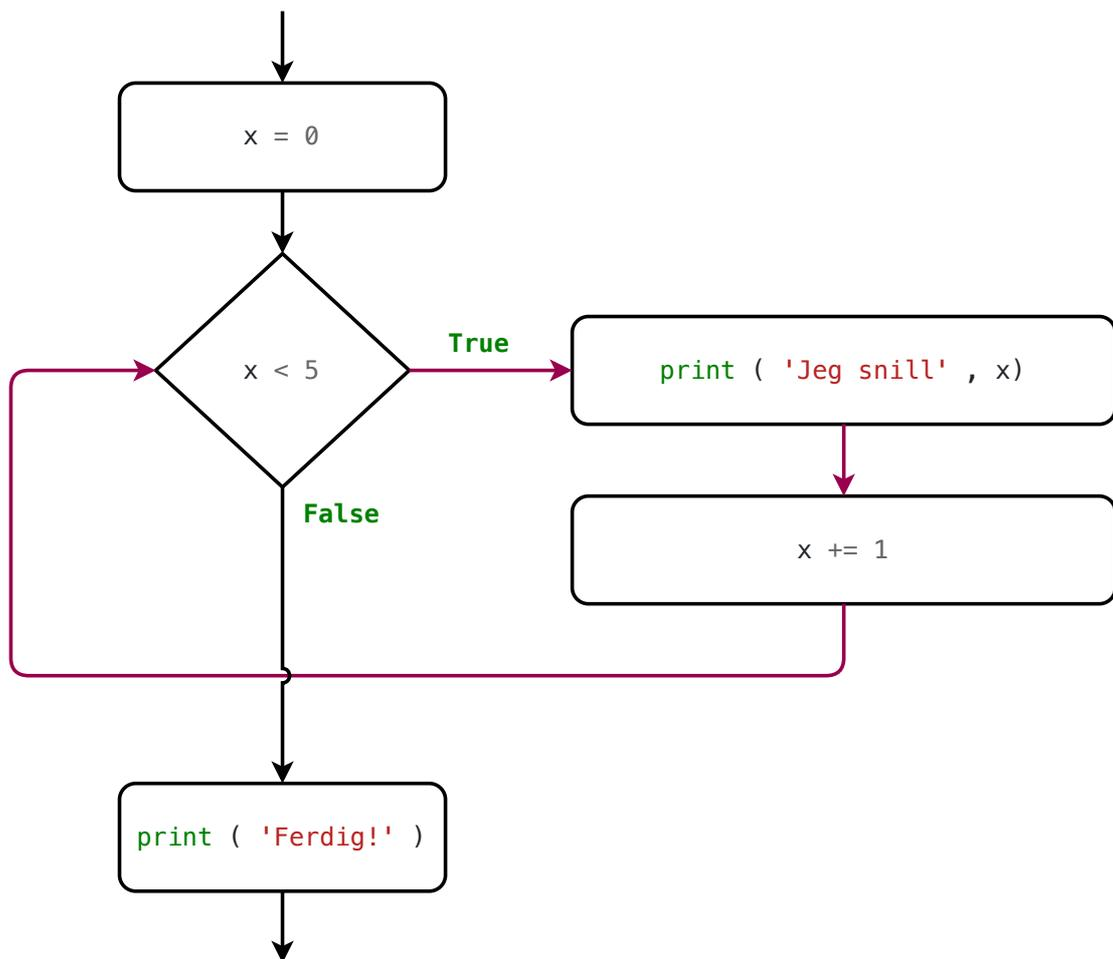 x = 0
x < 5
True
print ( 'Jeg snill' , x)
False
x += 1
print ( 'Ferdig!' )